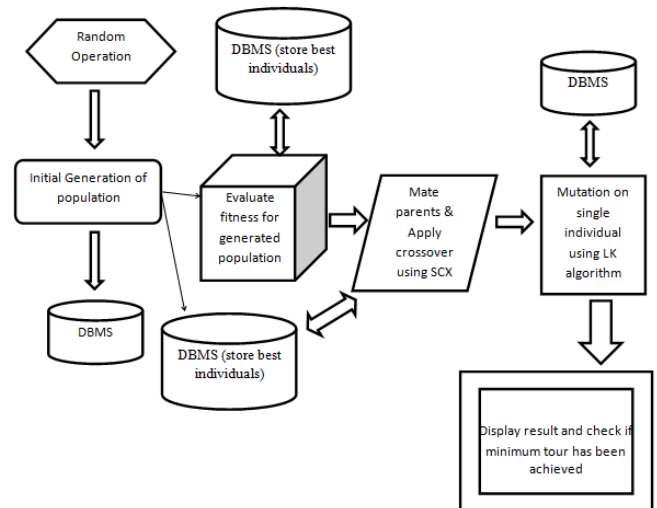 Random
Operation
DBMS (store best
individuals)
DBMS
Initial Generation of
population
Evaluate
fitness for
generated
population
Mate
parents &
Apply
crossover
using SCX
Mutation on
single
individual
using LK
algorithm
DBMS
DBMS (store best
individuals)
Display result and check if
minimum tour has been
achieved